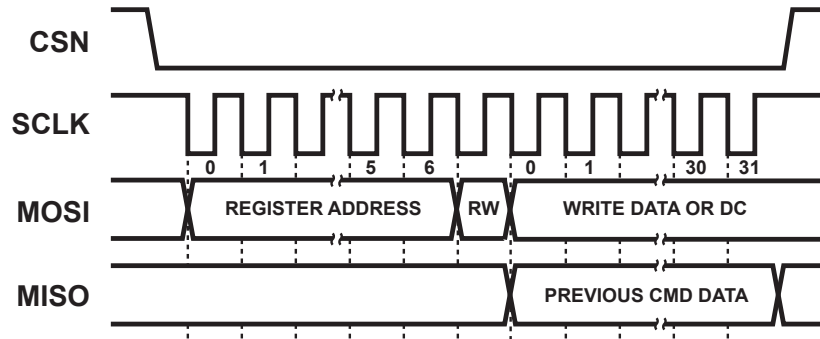 CSN
SCLK
0 1 5 6 0 1 30 31
MOSI REGISTER ADDRESS RW WRITE DATA OR DC
MISO PREVIOUS CMD DATA